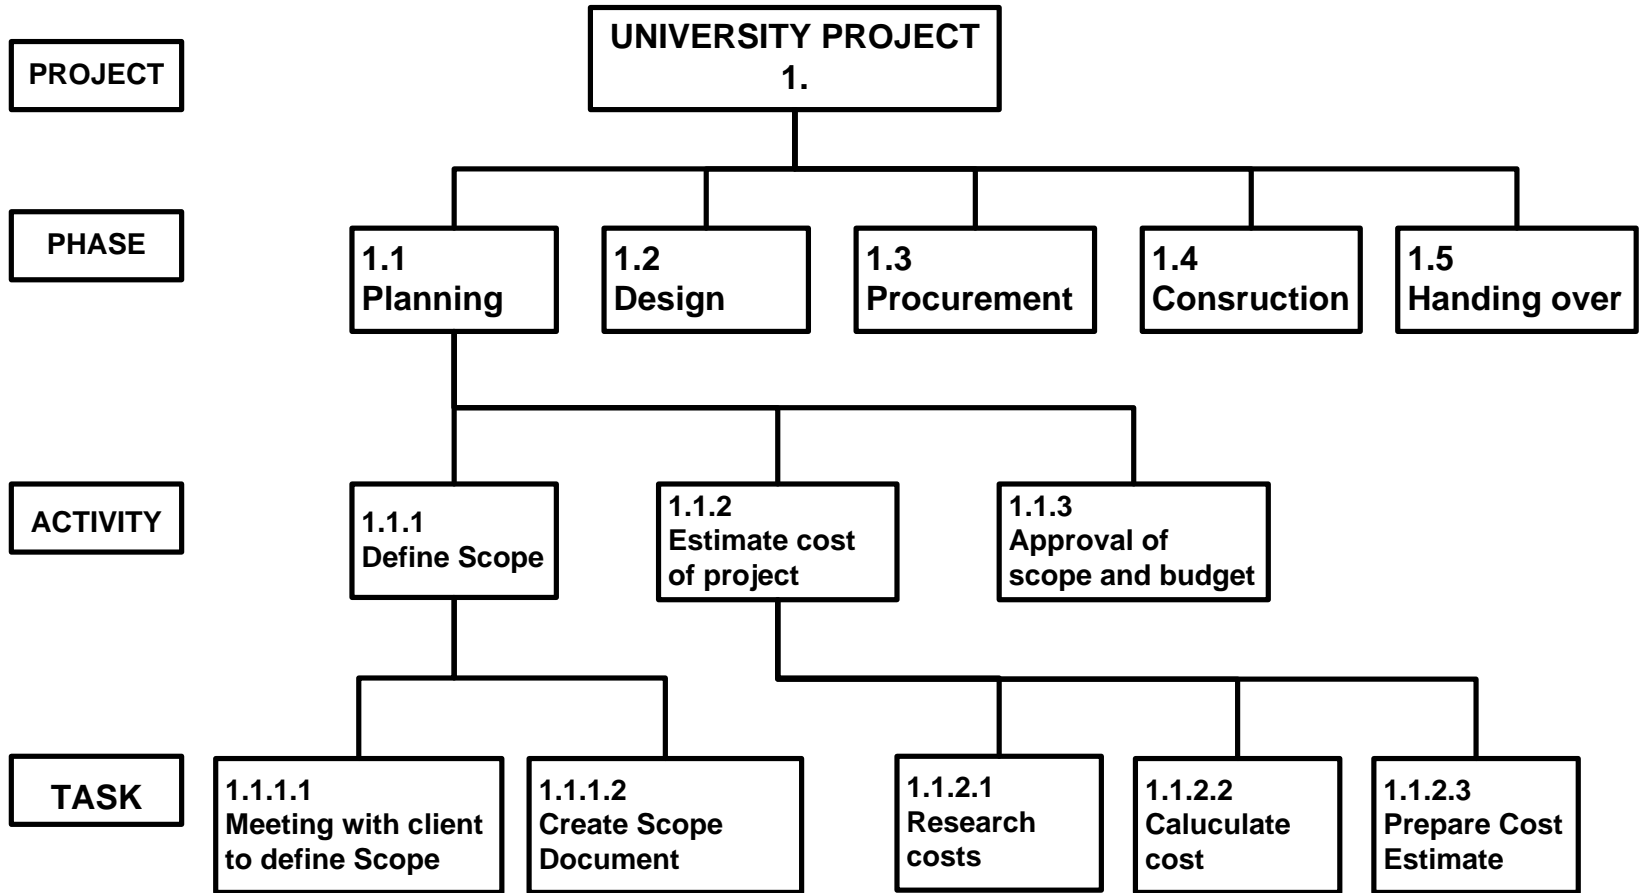 PROJECT
UNIVERSITY PROJECT
1.
PHASE
1.1
Planning
1.2
Design
1.3
Procurement
1.4
Consruction
1.5
Handing over
ACTIVITY
1.1.1
Define Scope
1.1.2
Estimate cost
of project
1.1.3
Approval of
scope and budget
TASK
1.1.1.1
Meeting with client
to define Scope
1.1.1.2
Create Scope
Document
1.1.2.1
Research
costs
1.1.2.2
Caluculate
cost
1.1.2.3
Prepare Cost
Estimate